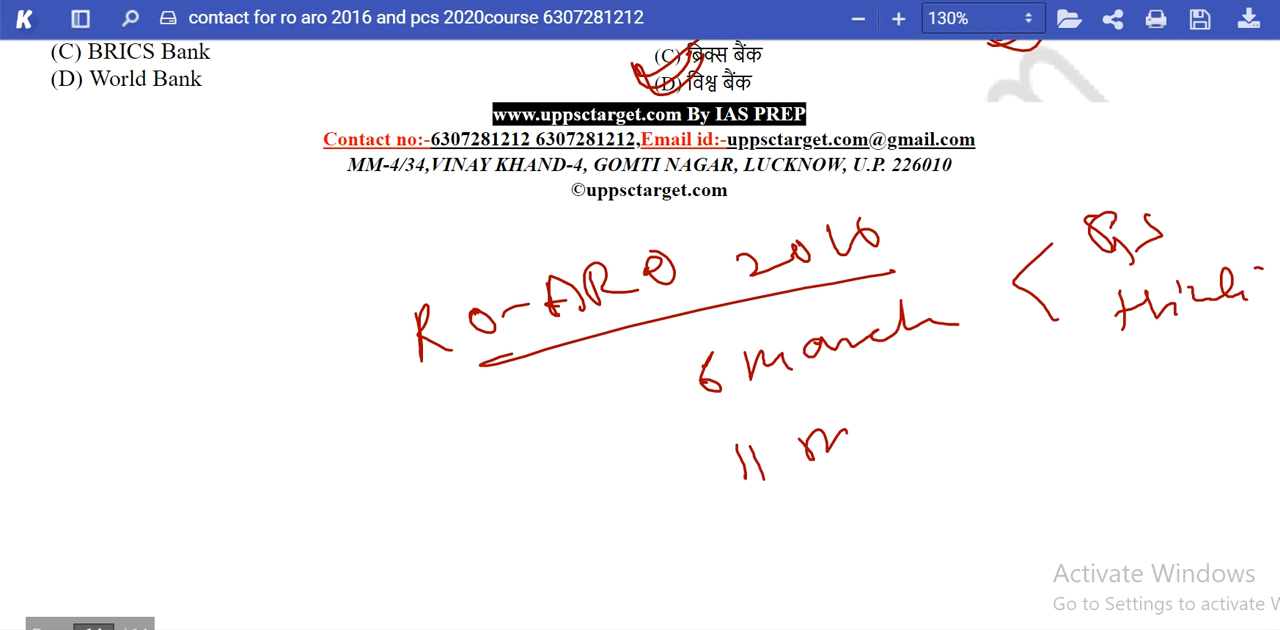 contact for ro aro 2016 and pcs 2020course 6307281212
130%
(C) BRICS Bank
(C) ब्रिक्स बैंक
(D) World Bank
(D) विश्व बैंक
www.uppsctarget.com By IAS PREP
Contact no:-6307281212 6307281212,Email id:-uppsctarget.com@gmail.com
MM-4/34,VINAY KHAND-4, GOMTI NAGAR, LUCKNOW, U.P. 226010
©uppsctarget.com
RO-ARO 2016
GS
Hindi
6 March
11
Activate Windows
Go to Settings to activate W